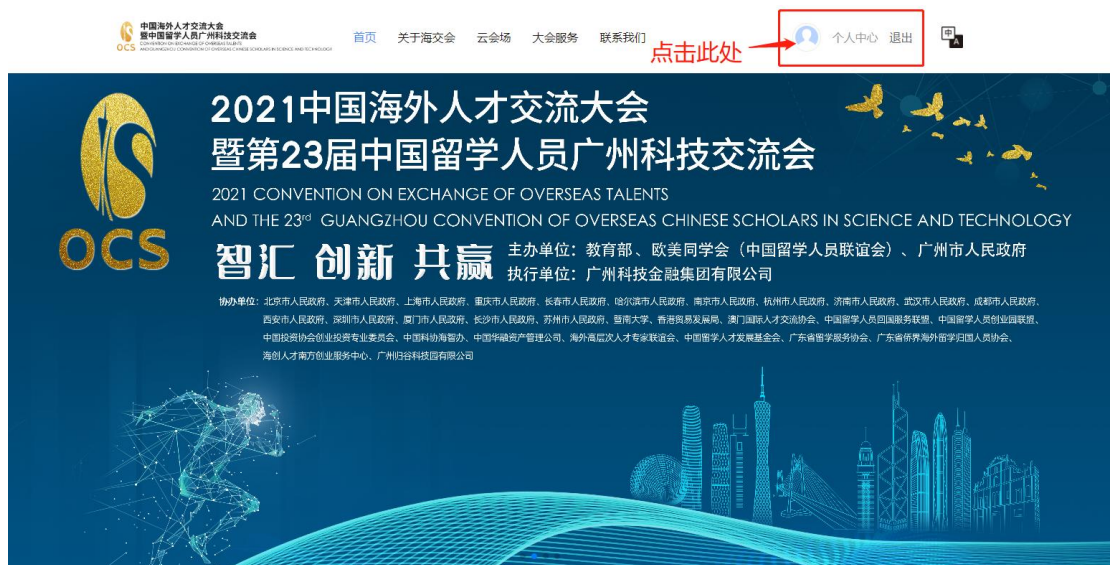 中国海外人才交流大会
暨中国留学人员广州科技交流会
CONVENTION ON EXCHANGE OF OVERSEAS TALENTS
AND GUANGZHOU CONVENTION OF OVERSEAS CHINESE SCHOLARS IN SCIENCE AND TECHNOLOGY
OCS
首页 关于海交会 云会场 大会服务 联系我们
点击此处
个人中心 退出
中 A
2021中国海外人才交流大会
暨第23届中国留学人员广州科技交流会
2021 CONVENTION ON EXCHANGE OF OVERSEAS TALENTS
AND THE 23rd GUANGZHOU CONVENTION OF OVERSEAS CHINESE SCHOLARS IN SCIENCE AND TECHNOLOGY
OCS
智汇 创新 共赢
主办单位：教育部、欧美同学会（中国留学人员联谊会）、广州市人民政府
执行单位：广州科技金融集团有限公司
协办单位：北京市人民政府、天津市人民政府、上海市人民政府、重庆市人民政府、长春市人民政府、哈尔滨市人民政府、南京市人民政府、杭州市人民政府、济南市人民政府、武汉市人民政府、成都市人民政府、
西安市人民政府、深圳市人民政府、厦门市人民政府、长沙市人民政府、苏州市人民政府、暨南大学、香港贸易发展局、澳门国际人才交流协会、中国留学人员回国服务联盟、中国留学人员创业园联盟、
中国投资协会创业投资专业委员会、中国科协海智办、中国华融资产管理公司、海外高层次人才专家联谊会、中国留学人才发展基金会、广东省留学服务协会、广东省侨界海外留学归国人员协会、
海创人才南方创业服务中心、广州归谷科技园有限公司